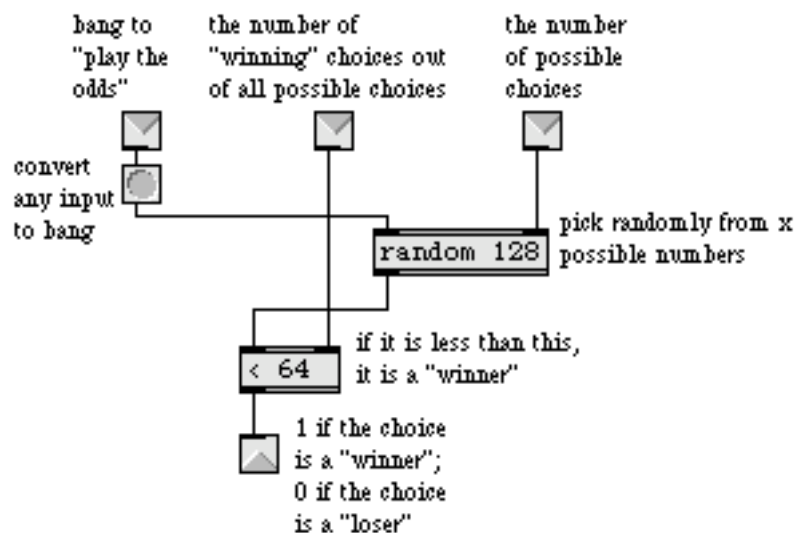 bang to
"play the
odds"
the number of
"winning" choices out
of all possible choices
the number
of possible
choices
convert
any input
to bang
random 128
pick randomly from x
possible numbers
< 64
if it is less than this,
it is a "winner"
1 if the choice
is a "winner";
0 if the choice
is a "loser"